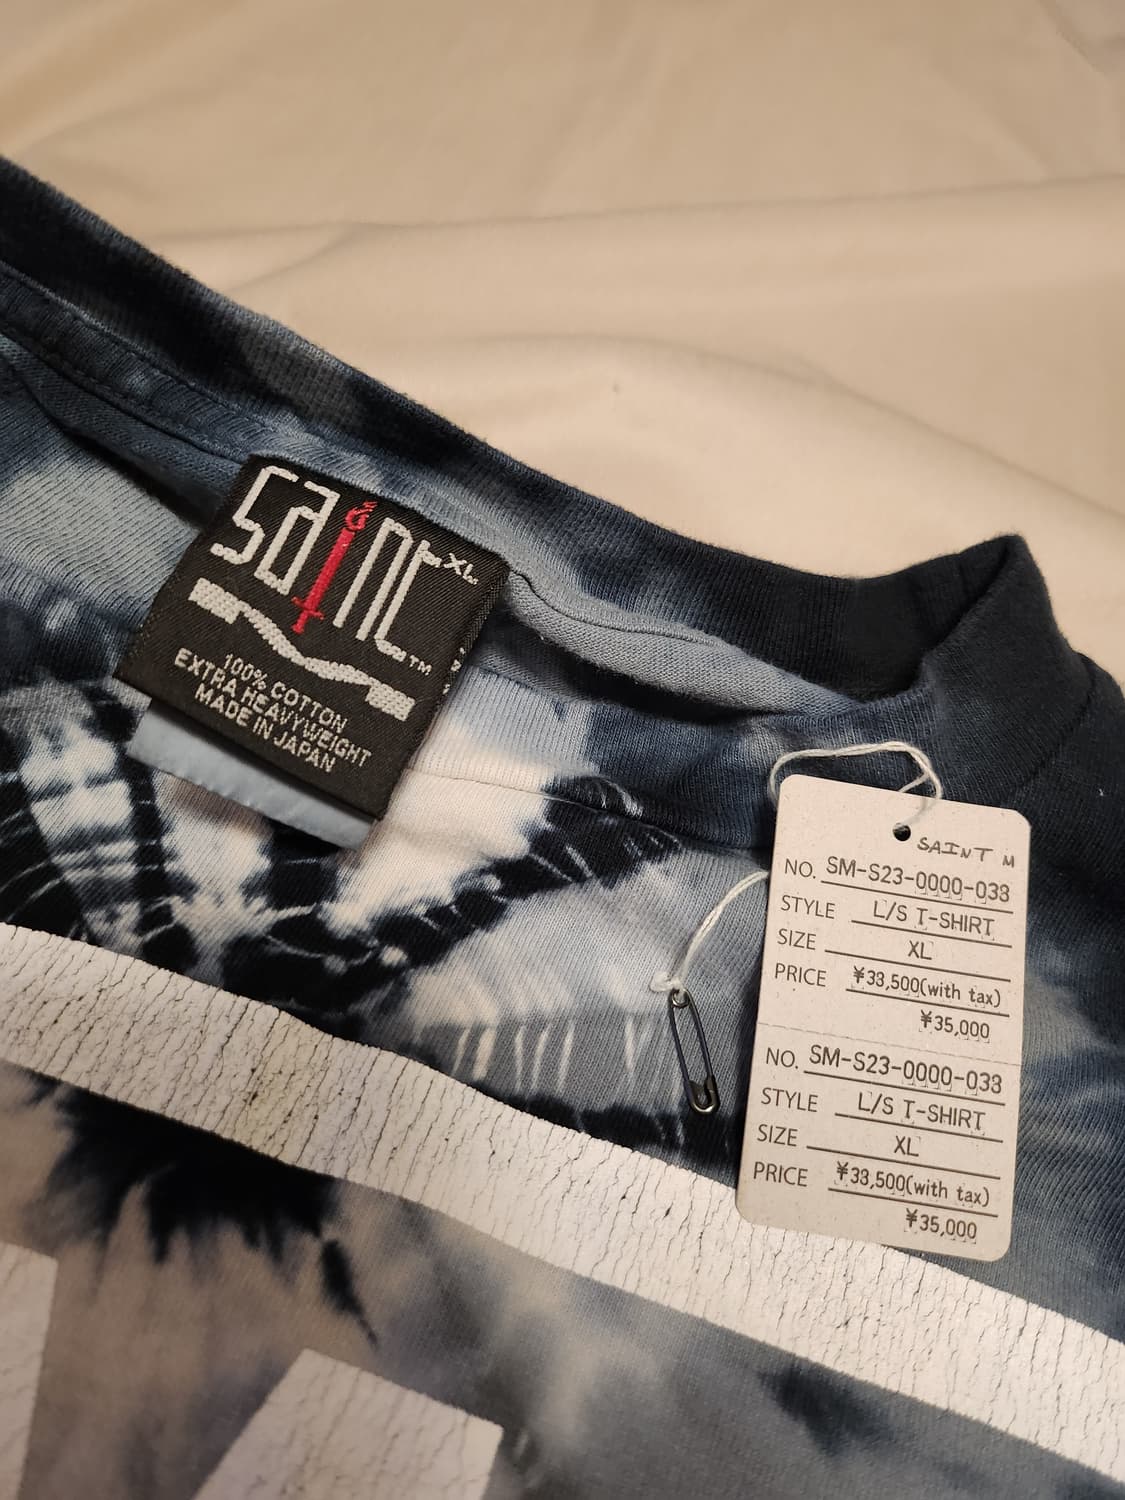 saint XL
TM
100% COTTON
EXTRA HEAVYWEIGHT
MADE IN JAPAN
SAINT M
NO. SM-S23-0000-033
STYLE L/S T-SHIRT
SIZE XL
PRICE ¥33,500(with tax)
¥35,000
NO. SM-S23-0000-033
STYLE L/S T-SHIRT
SIZE XL
PRICE ¥33,500(with tax)
¥35,000